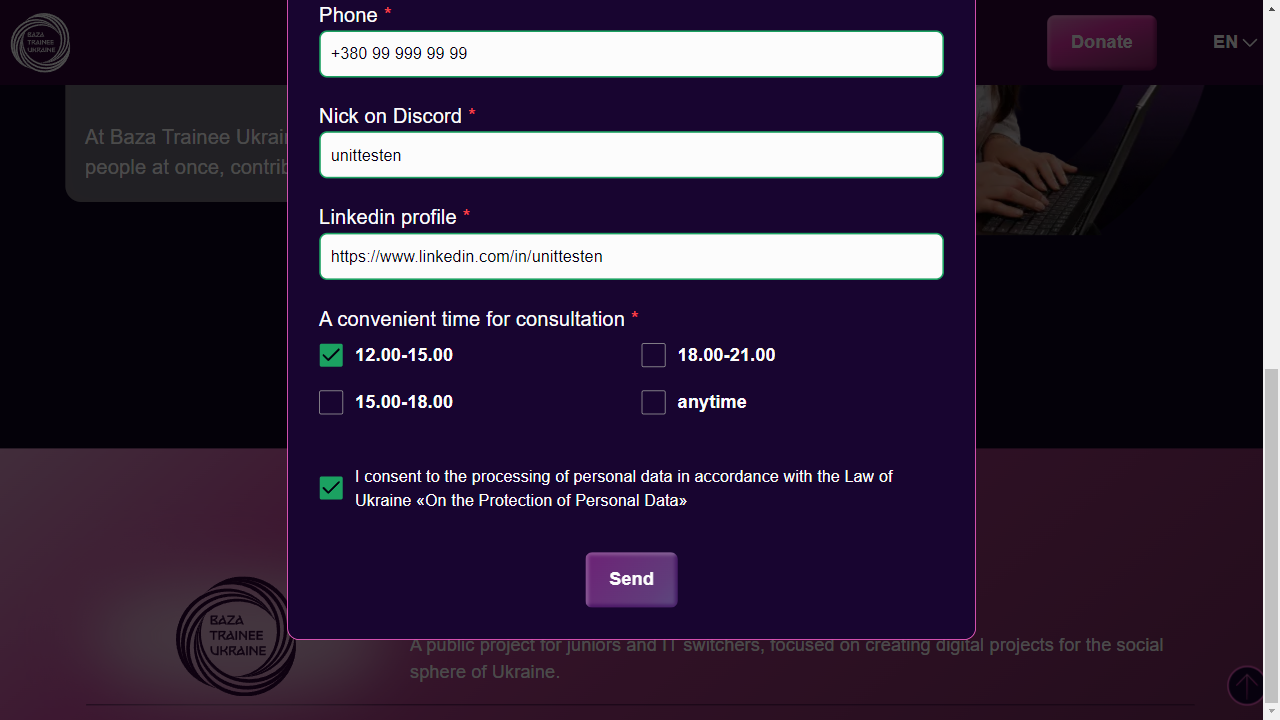 BAZA
TRAINEE
UKRAINE
Donate
EN
At Baza Trainee Ukrai
people at once, contrib
Phone *
+380 99 999 99 99
Nick on Discord *
unittesten
Linkedin profile *
https://www.linkedin.com/in/unittesten
A convenient time for consultation *
12.00-15.00
18.00-21.00
15.00-18.00
anytime
I consent to the processing of personal data in accordance with the Law of
Ukraine «On the Protection of Personal Data»
Send
BAZA
TRAINEE
UKRAINE
A public project for juniors and IT switchers, focused on creating digital projects for the social
sphere of Ukraine.